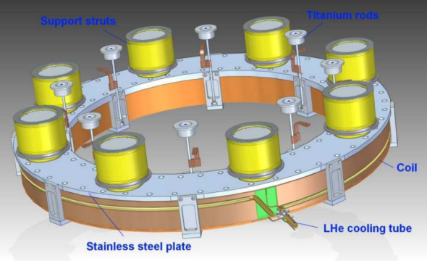 Support struts
Titanium rods
Coil
LHe cooling tube
Stainless steel plate